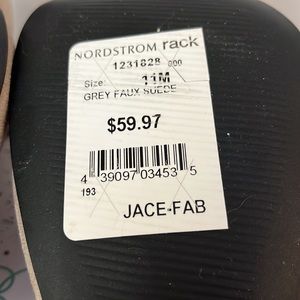 NORDSTROM rack
1231828 000
Size 11M
GREY FAUX SUEDE
$59.97
4 39097 03453 5
193
JACE-FAB